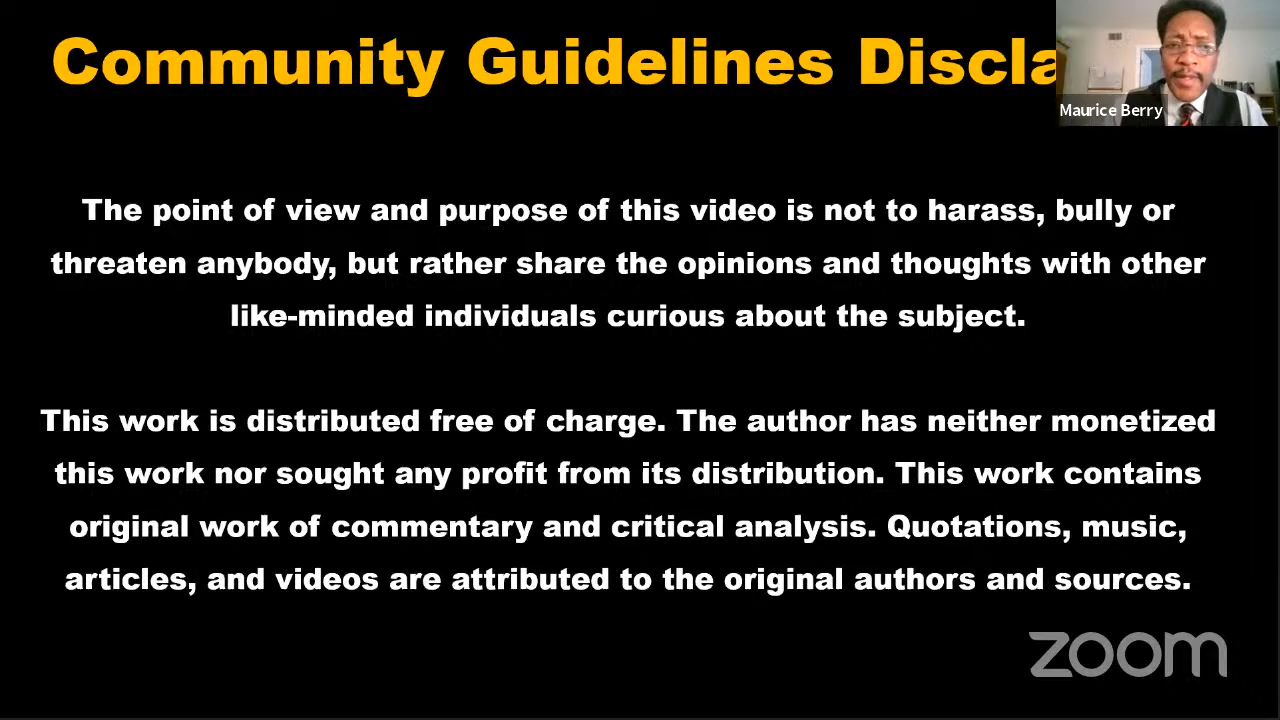 Community Guidelines Discla
Maurice Berry
The point of view and purpose of this video is not to harass, bully or
threaten anybody, but rather share the opinions and thoughts with other
like-minded individuals curious about the subject.
This work is distributed free of charge. The author has neither monetized
this work nor sought any profit from its distribution. This work contains
original work of commentary and critical analysis. Quotations, music,
articles, and videos are attributed to the original authors and sources.
zoom